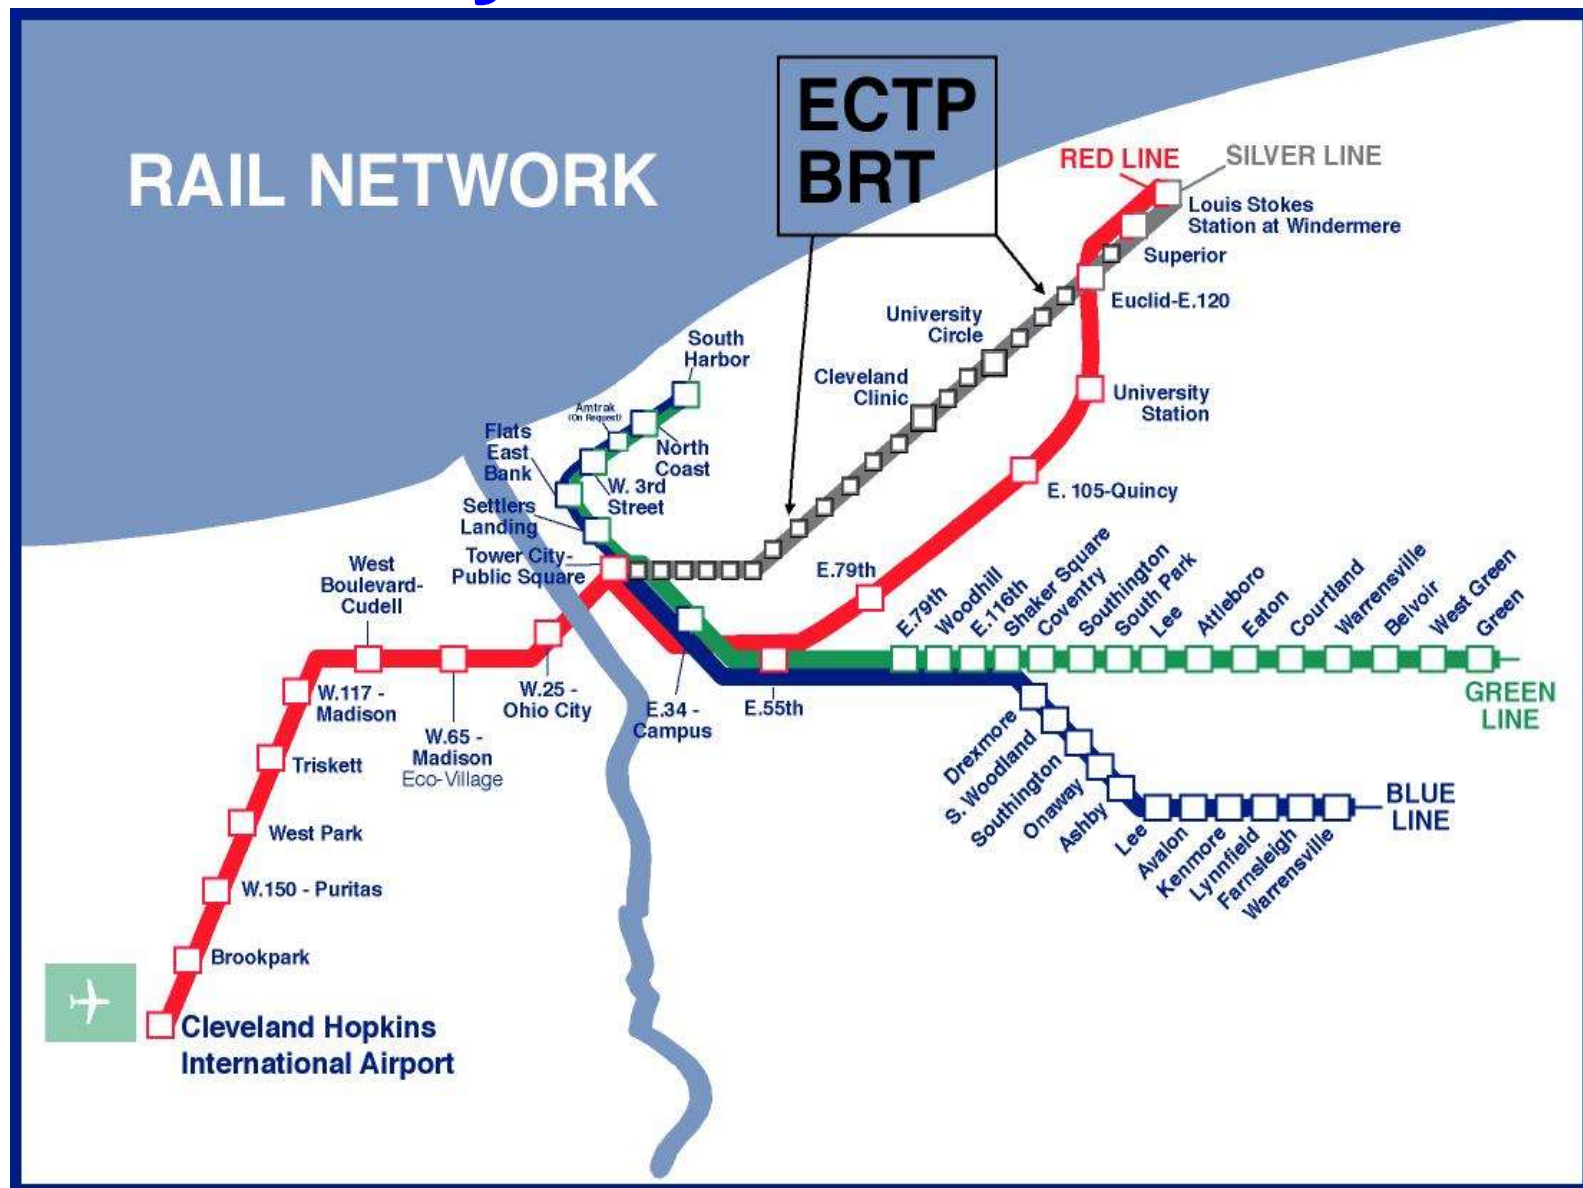 RAIL NETWORK
ECTP
BRT
RED LINE
SILVER LINE
Louis Stokes
Station at Windermere
Superior
Euclid-E.120
University
Circle
Cleveland
Clinic
University
Station
E. 105-Quincy
South
Harbor
Amtrak
(On Request)
North
Coast
Flats
East
Bank
W. 3rd
Street
Settlers
Landing
Tower City-
Public Square
West
Boulevard-
Cudell
W.117 -
Madison
W.65 -
Madison
Eco-Village
W.25 -
Ohio City
E.34 -
Campus
E.55th
E.79th
E.79th
Woodhill
E.116th
Shaker Square
Coventry
Southington
South Park
Lee
Attleboro
Eaton
Courtland
Warrensville
Belvoir
West Green
Green
GREEN
LINE
Drexmore
S. Woodland
Southington
Onaway
Ashby
Lee
Avalon
Kenmore
Lynnfield
Farnsleigh
Warrensville
BLUE
LINE
Triskett
West Park
W.150 - Puritas
Brookpark
Cleveland Hopkins
International Airport